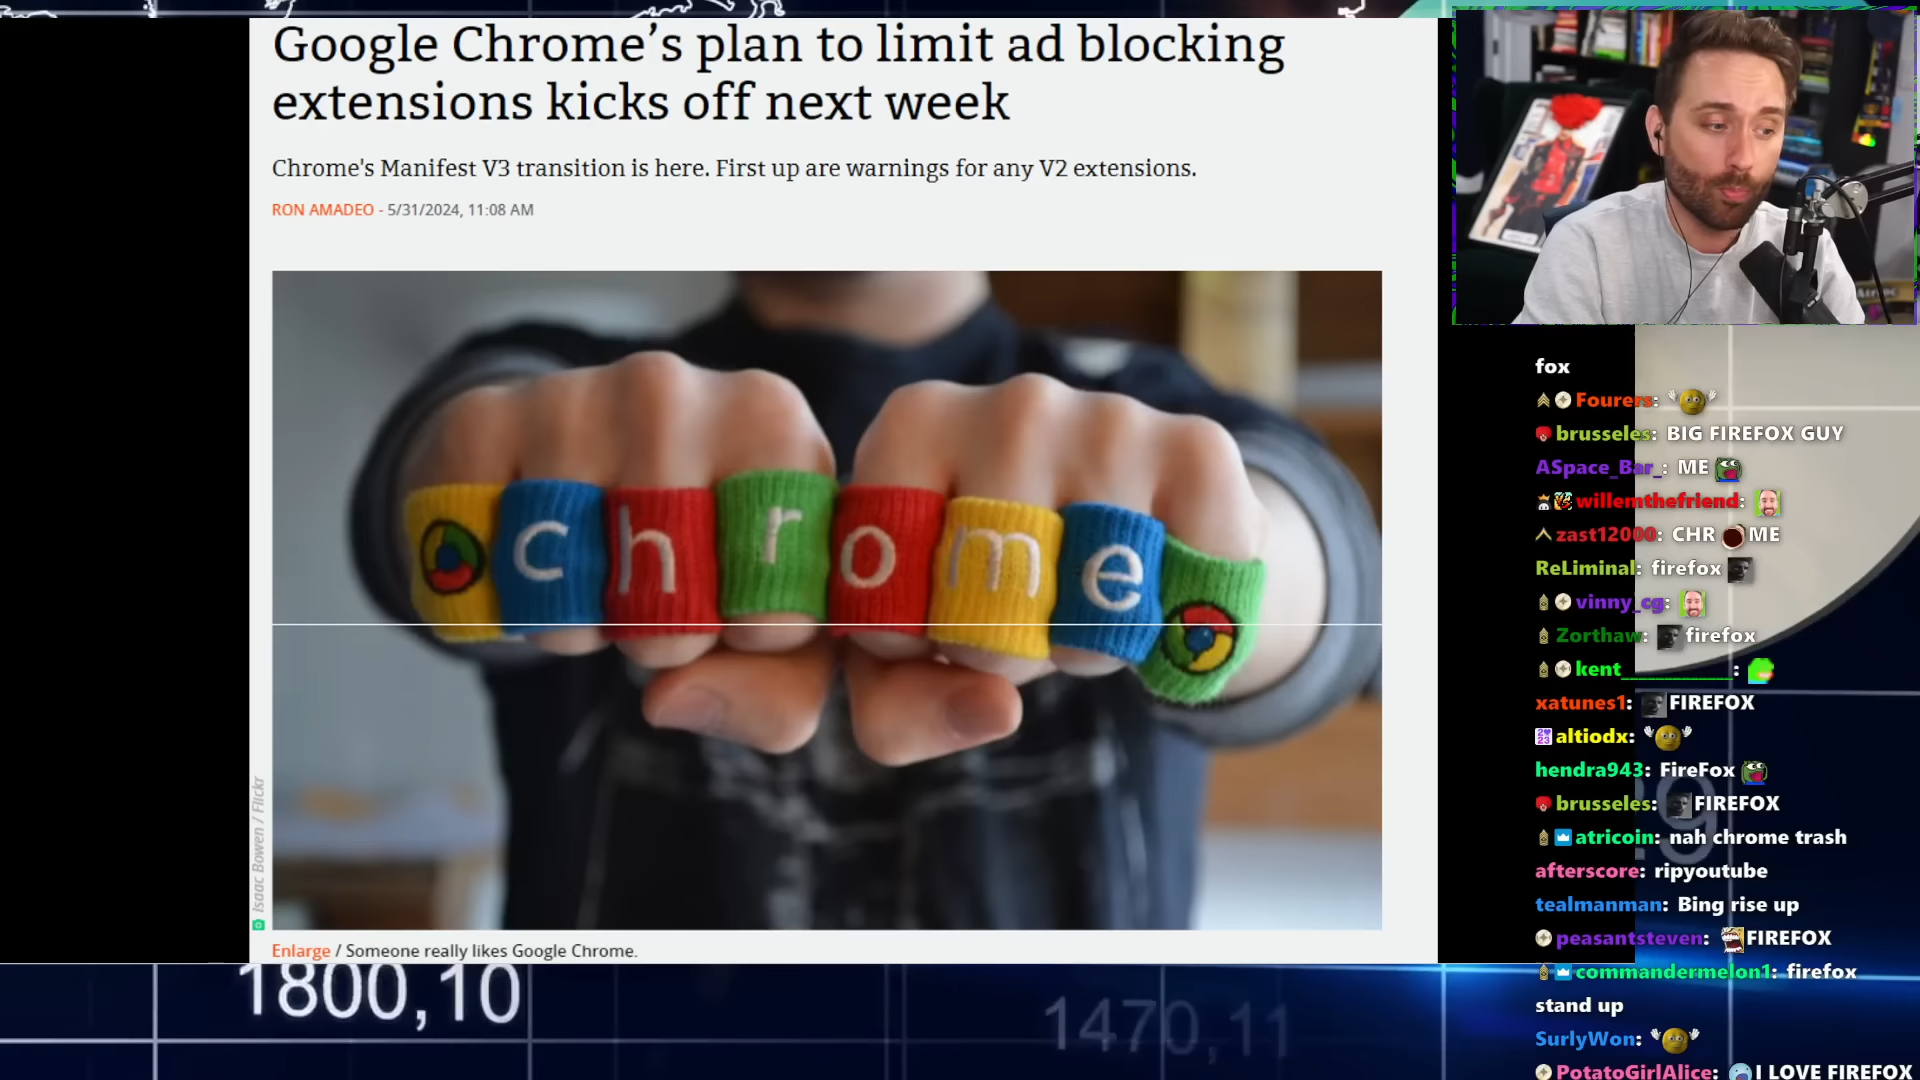 Google Chrome’s plan to limit ad blocking
extensions kicks off next week
Chrome's Manifest V3 transition is here. First up are warnings for any V2 extensions.
RON AMADEO - 5/31/2024, 11:08 AM
chrome
Isaac Bowen / Flickr
Enlarge / Someone really likes Google Chrome.
1800,10
1470,11
fox
Fourers:
brusseles: BIG FIREFOX GUY
ASpace_Bar_: ME
willemthefriend:
zast12000: CHR ME
ReLiminal: firefox
vinny_cg:
Zorthaw: firefox
kent_____________:
xatunes1: FIREFOX
altiodx:
hendra943: FireFox
brusseles: FIREFOX
atricoin: nah chrome trash
afterscore: ripyoutube
tealmanman: Bing rise up
peasantsteven: FIREFOX
commandermelon1: firefox
stand up
SurlyWon:
PotatoGirlAlice: I LOVE FIREFOX